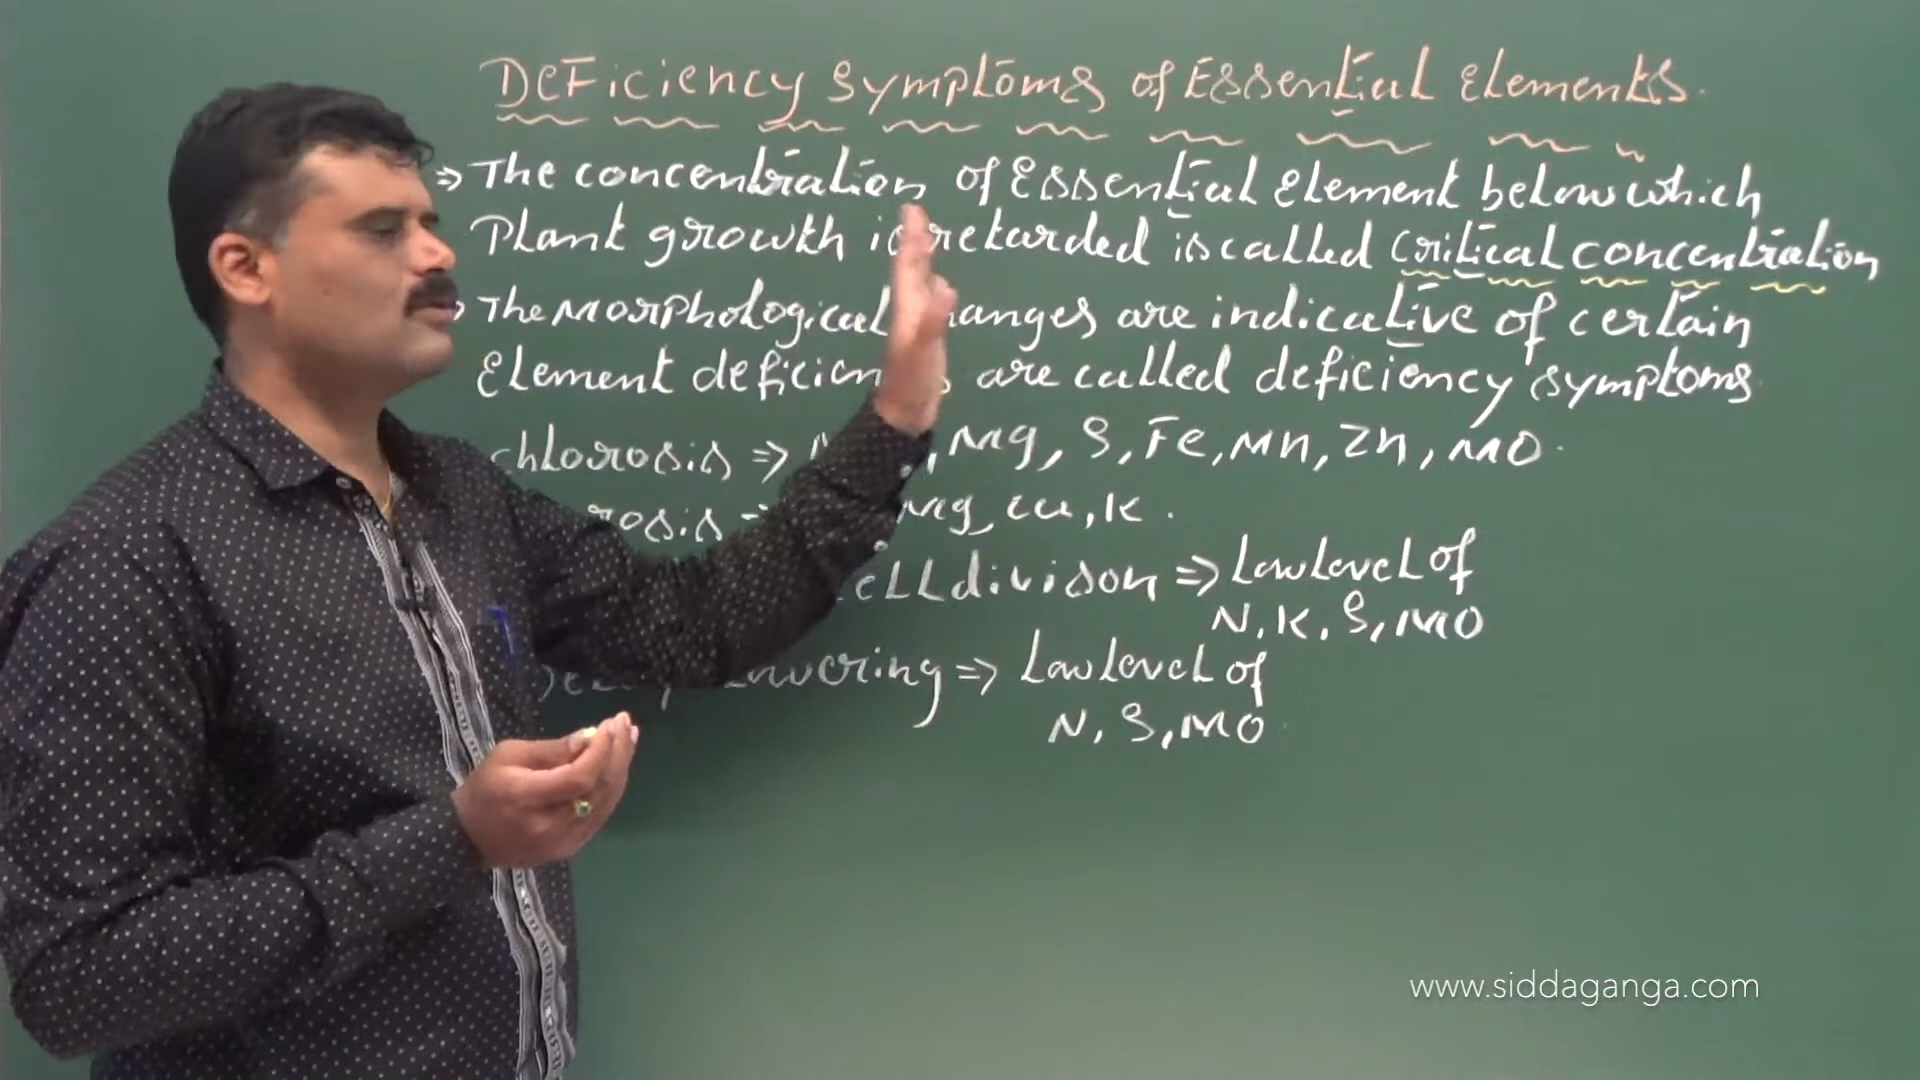 Deficiency symptoms of Essential Elements.
⇒ The concentration of Essential Element below which
Plant growth is retarded is called critical concentration
The Morphological changes are indicative of certain
Element are called deficiency symptoms
chlorosis ⇒ Mg, S, Fe, Mn, Zn, MO.
Mg, Cu, K.
cell divison ⇒ Low level of
N, K, S, MO
⇒ Low level of
N, S, MO
www.siddaganga.com